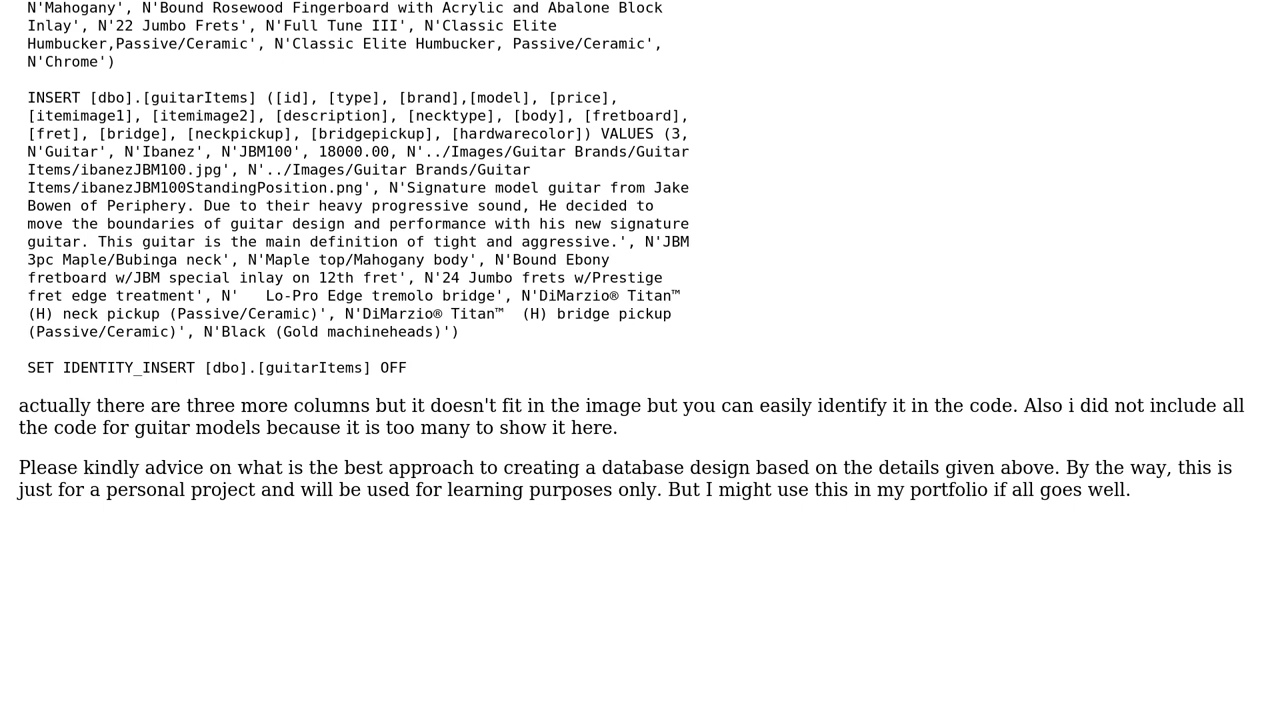 N'Mahogany', N'Bound Rosewood Fingerboard with Acrylic and Abalone Block
Inlay', N'22 Jumbo Frets', N'Full Tune III', N'Classic Elite
Humbucker,Passive/Ceramic', N'Classic Elite Humbucker, Passive/Ceramic',
N'Chrome')
INSERT [dbo].[guitarItems] ([id], [type], [brand],[model], [price],
[itemimage1], [itemimage2], [description], [necktype], [body], [fretboard],
[fret], [bridge], [neckpickup], [bridgepickup], [hardwarecolor]) VALUES (3,
N'Guitar', N'Ibanez', N'JBM100', 18000.00, N'../Images/Guitar Brands/Guitar
Items/ibanezJBM100.jpg', N'../Images/Guitar Brands/Guitar
Items/ibanezJBM100StandingPosition.png', N'Signature model guitar from Jake
Bowen of Periphery. Due to their heavy progressive sound, He decided to
move the boundaries of guitar design and performance with his new signature
guitar. This guitar is the main definition of tight and aggressive.', N'JBM
3pc Maple/Bubinga neck', N'Maple top/Mahogany body', N'Bound Ebony
fretboard w/JBM special inlay on 12th fret', N'24 Jumbo frets w/Prestige
fret edge treatment', N'   Lo-Pro Edge tremolo bridge', N'DiMarzio® Titan™
(H) neck pickup (Passive/Ceramic)', N'DiMarzio® Titan™  (H) bridge pickup
(Passive/Ceramic)', N'Black (Gold machineheads)')
SET IDENTITY_INSERT [dbo].[guitarItems] OFF
actually there are three more columns but it doesn't fit in the image but you can easily identify it in the code. Also i did not include all
the code for guitar models because it is too many to show it here.
Please kindly advice on what is the best approach to creating a database design based on the details given above. By the way, this is
just for a personal project and will be used for learning purposes only. But I might use this in my portfolio if all goes well.